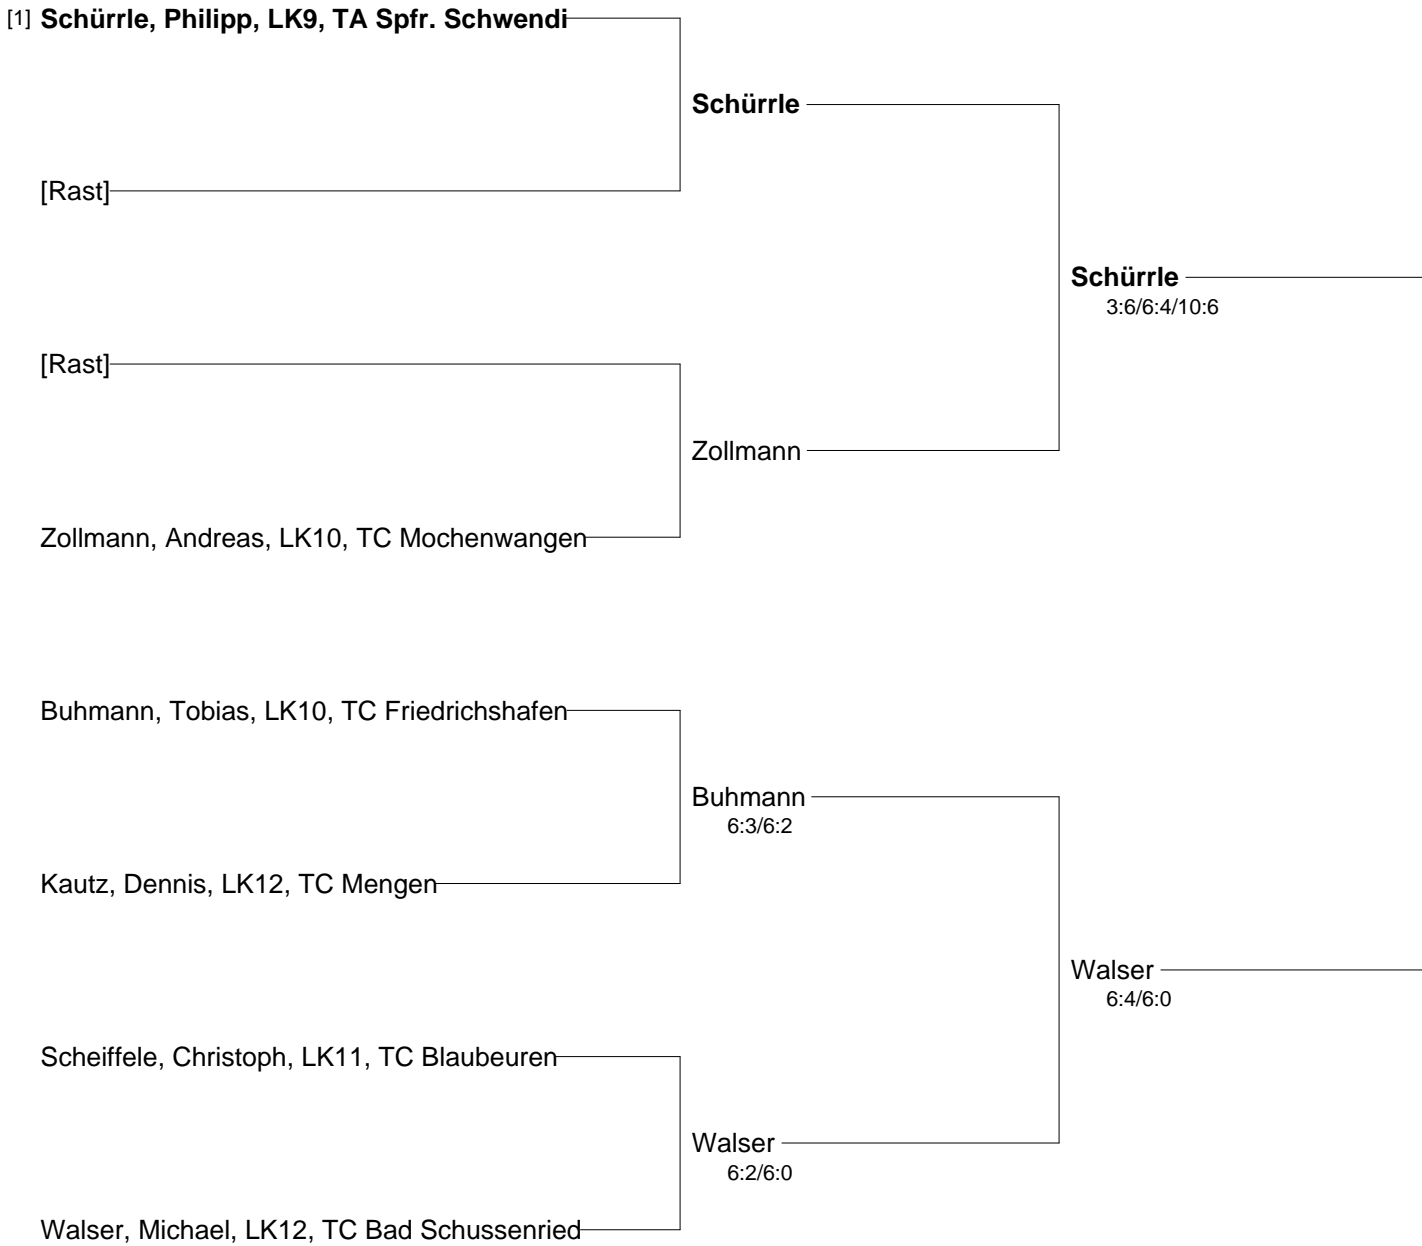 [1] Schürrle, Philipp, LK9, TA Spfr. Schwendi
Schürrle
[Rast]
Schürrle
3:6/6:4/10:6
[Rast]
Zollmann
Zollmann, Andreas, LK10, TC Mochenwangen
Buhmann, Tobias, LK10, TC Friedrichshafen
Buhmann
6:3/6:2
Kautz, Dennis, LK12, TC Mengen
Walser
6:4/6:0
Scheiffele, Christoph, LK11, TC Blaubeuren
Walser
6:2/6:0
Walser, Michael, LK12, TC Bad Schussenried